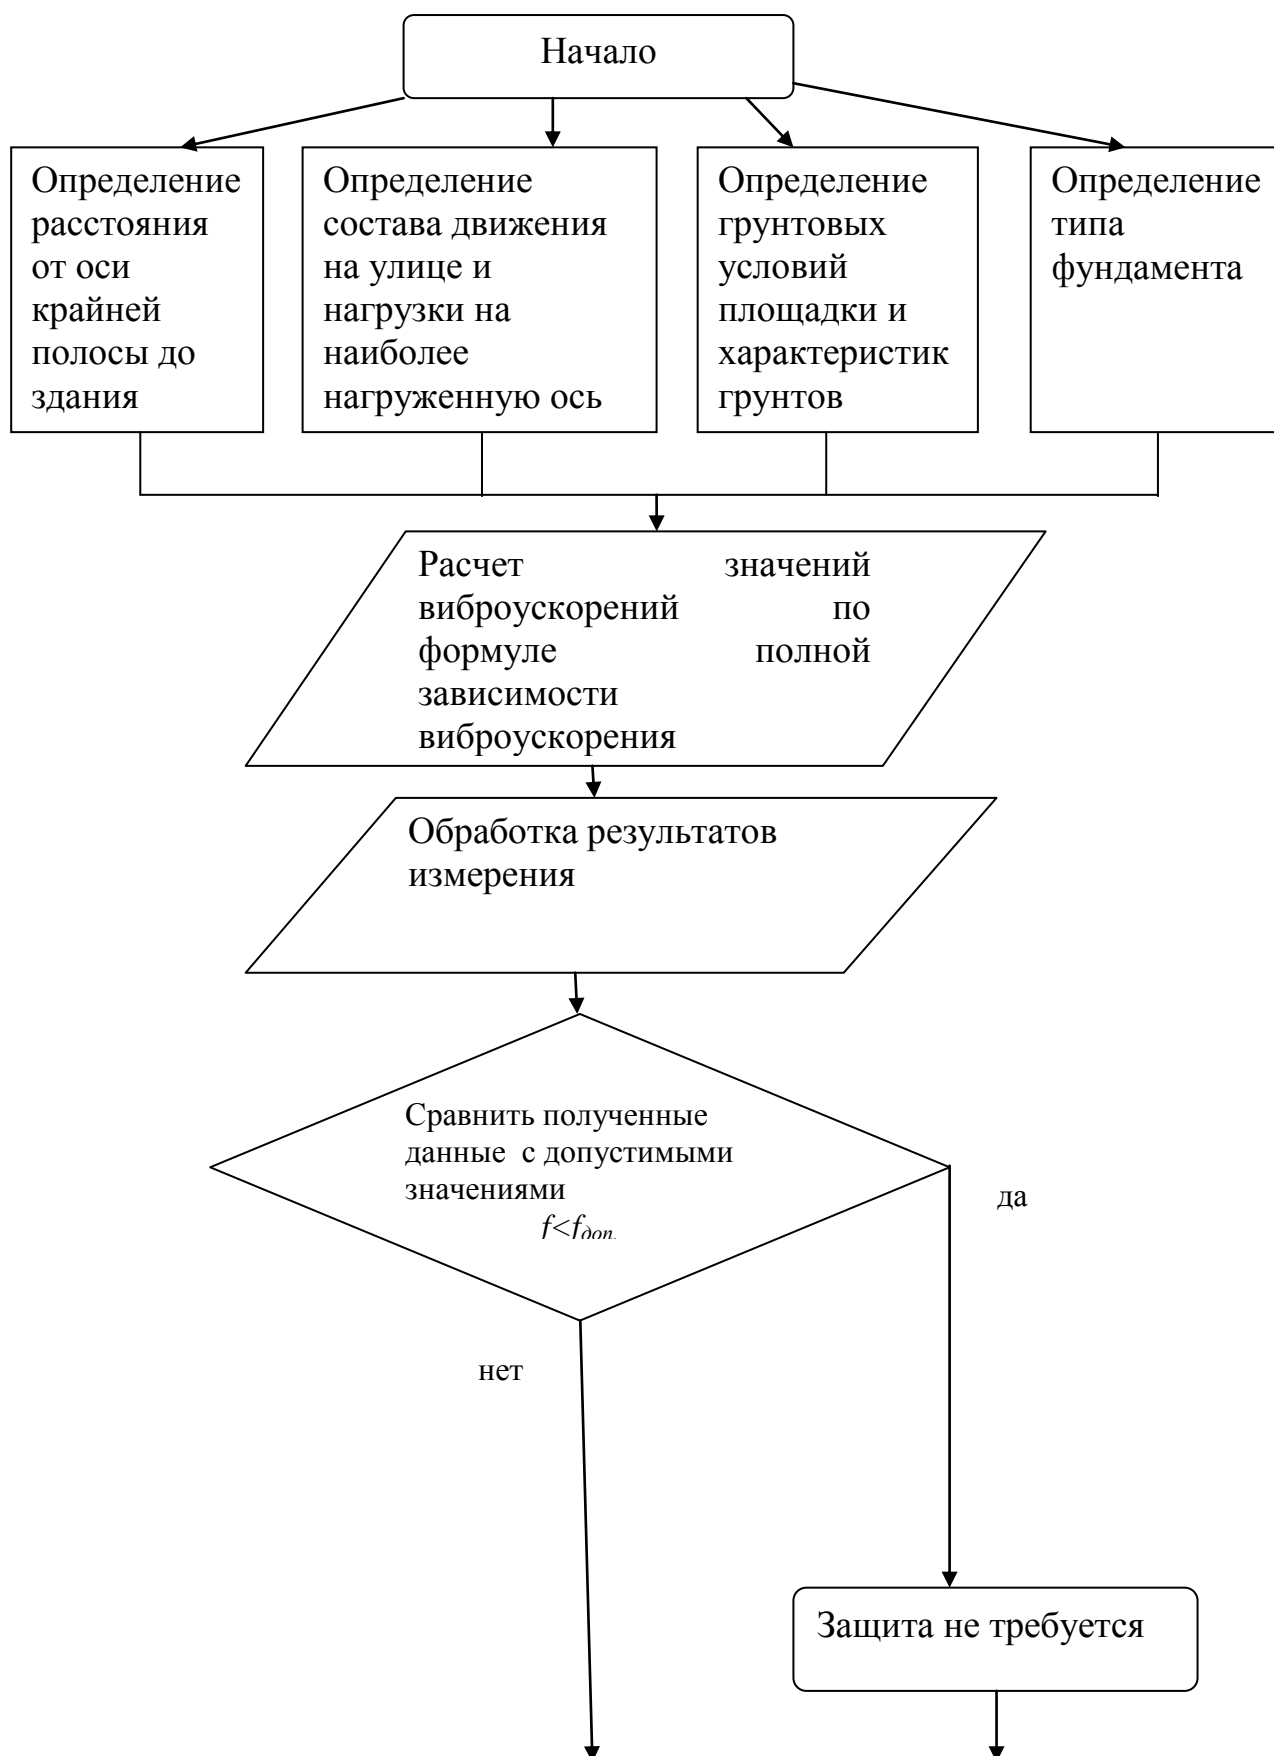 Начало
Определение
расстояния
от оси
крайней
полосы до
здания
Определение
состава движения
на улице и
нагрузки на
наиболее
нагруженную ось
Определение
грунтовых
условий
площадки и
характеристик
грунтов
Определение
типа
фундамента
Расчет значений
виброускорений по
формуле полной
зависимости
виброускорения
Обработка результатов
измерения
Сравнить полученные
данные с допустимыми
значениями
f<fдоп.
да
нет
Защита не требуется